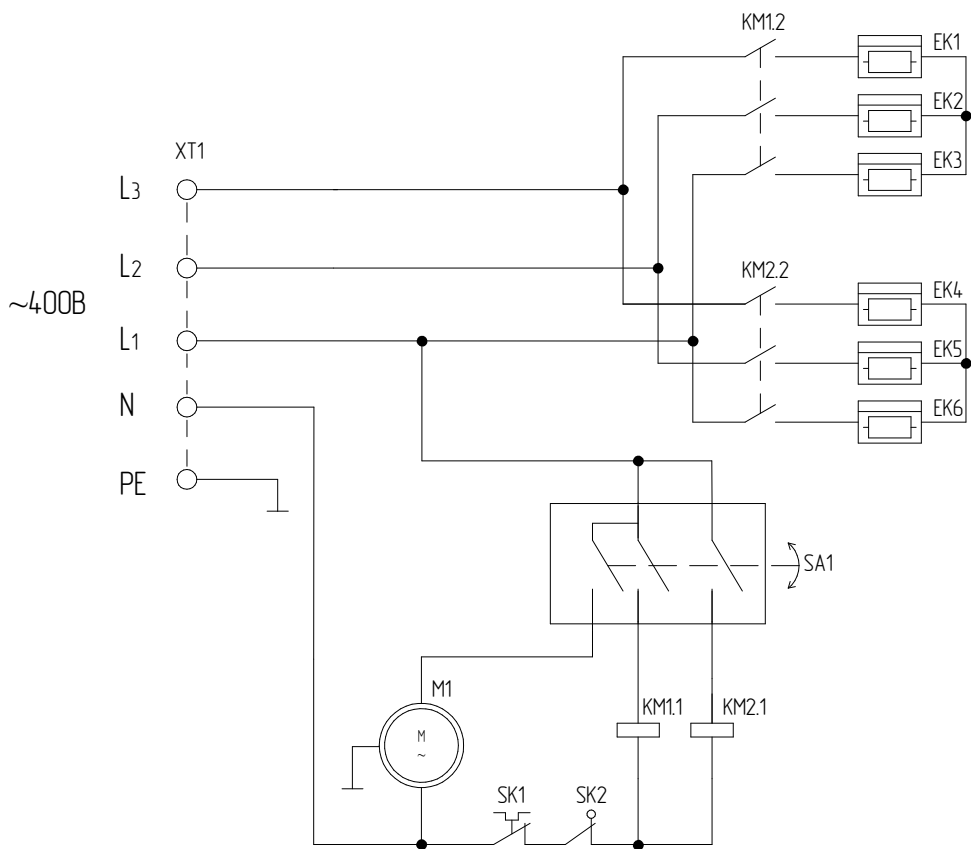 KM1.2
EK1
EK2
XT1
EK3
L3
L2
KM2.2
EK4
~400В
L1
EK5
N
EK6
PE
SA1
M1
KM1.1
KM2.1
M
~
SK1
SK2